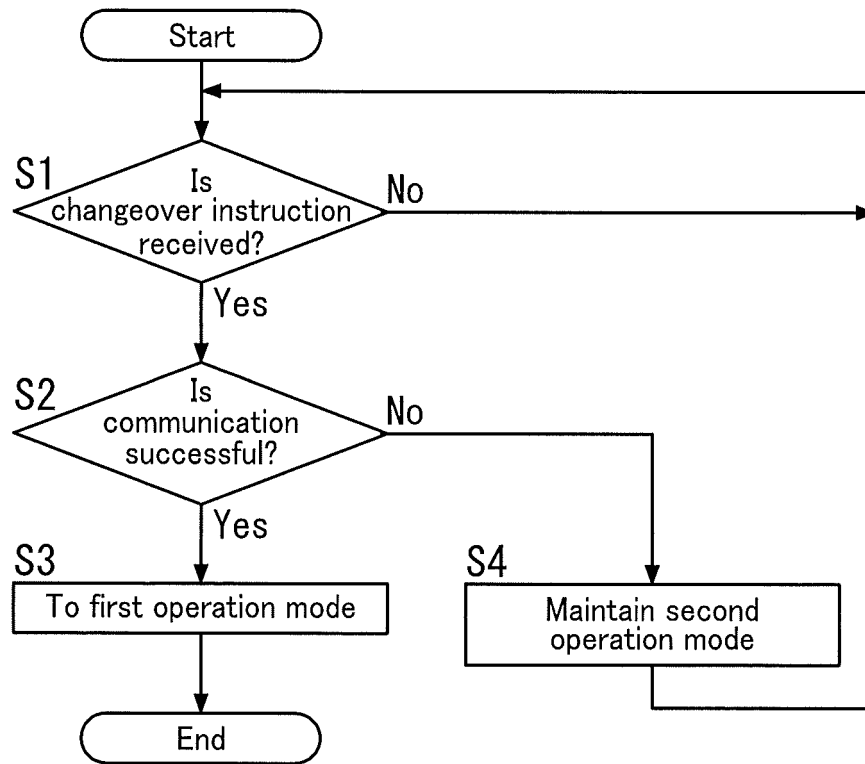 Start
S1
Is
changeover instruction
received?
No
Yes
S2
Is
communication
successful?
No
Yes
S3
To first operation mode
S4
Maintain second
operation mode
End